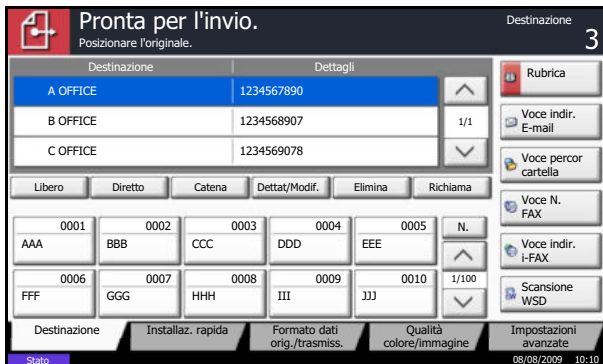 Pronta per l'invio.
Posizionare l'originale.
Destinazione
3
Destinazione Dettagli
A OFFICE 1234567890
B OFFICE 1234568907
C OFFICE 1234569078
1/1
Libero Diretto Catena Dettat/Modif. Elimina Richiama
0001 0002 0003 0004 0005 N.
AAA BBB CCC DDD EEE
0006 0007 0008 0009 0010 1/100
FFF GGG HHH III JJJ
Rubrica
Voce indir.
E-mail
Voce percor
cartella
Voce N.
FAX
Voce indir.
i-FAX
Scansione
WSD
Destinazione
Installaz. rapida
Formato dati
orig./trasmiss.
Qualità
colore/immagine
Impostazioni
avanzate
Stato
08/08/2009 10:10